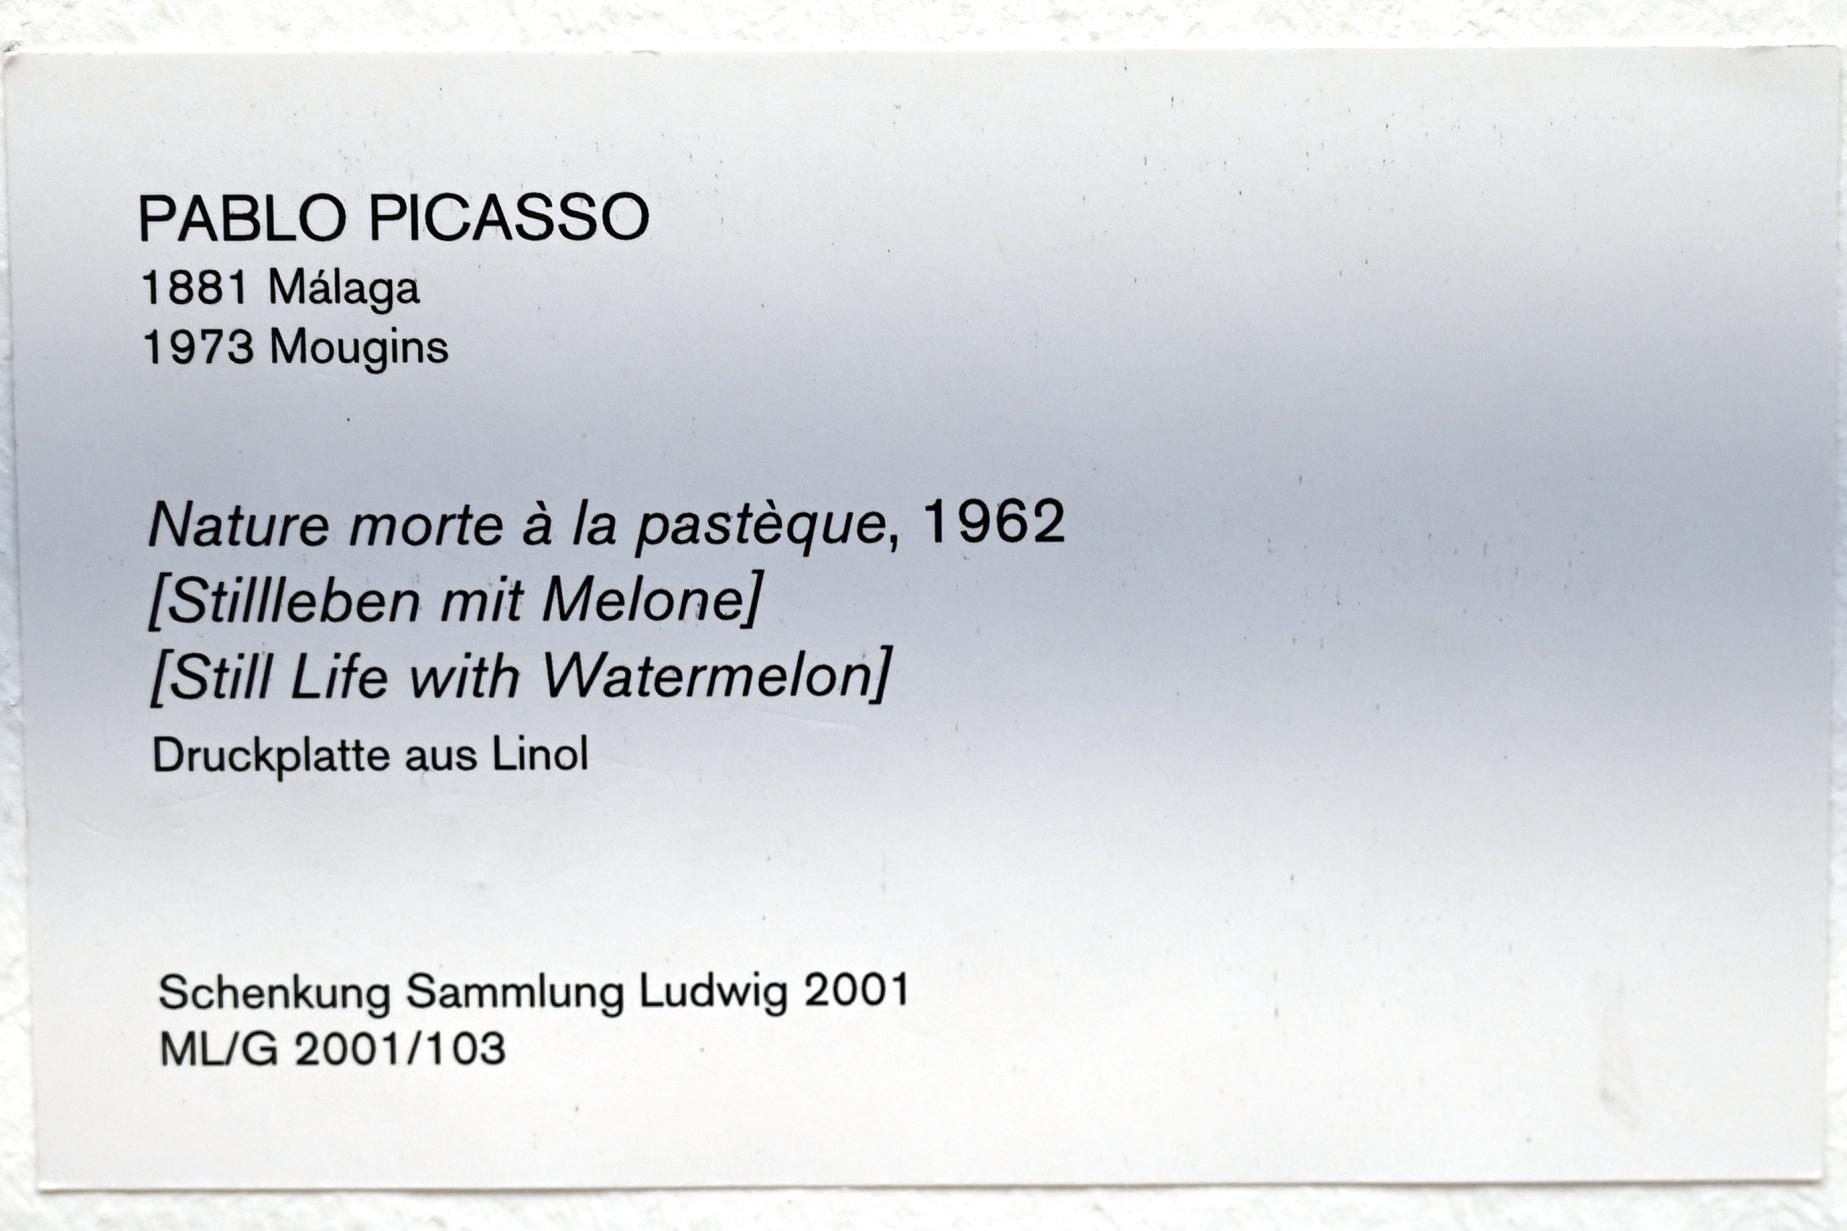 PABLO PICASSO
1881 Málaga
1973 Mougins
Nature morte à la pastèque, 1962
[Stillleben mit Melone]
[Still Life with Watermelon]
Druckplatte aus Linol
Schenkung Sammlung Ludwig 2001
ML/G 2001/103